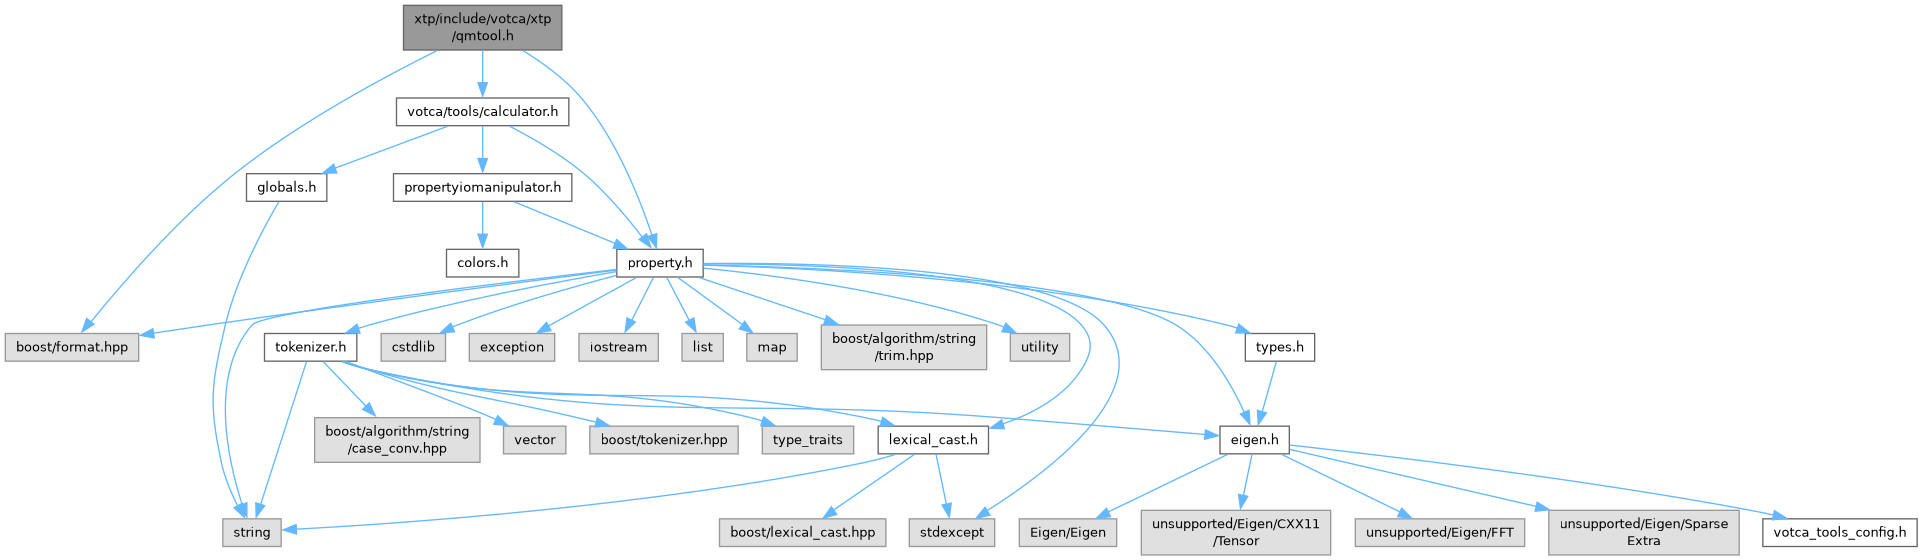 xtp/include/votca/xtp
/qmtool.h
votca/tools/calculator.h
globals.h
propertyiomanipulator.h
colors.h
property.h
boost/format.hpp
tokenizer.h
cstdlib
exception
iostream
list
map
boost/algorithm/string
/trim.hpp
utility
types.h
boost/algorithm/string
/case_conv.hpp
vector
boost/tokenizer.hpp
type_traits
lexical_cast.h
eigen.h
string
boost/lexical_cast.hpp
stdexcept
Eigen/Eigen
unsupported/Eigen/CXX11
/Tensor
unsupported/Eigen/FFT
unsupported/Eigen/Sparse
Extra
votca_tools_config.h